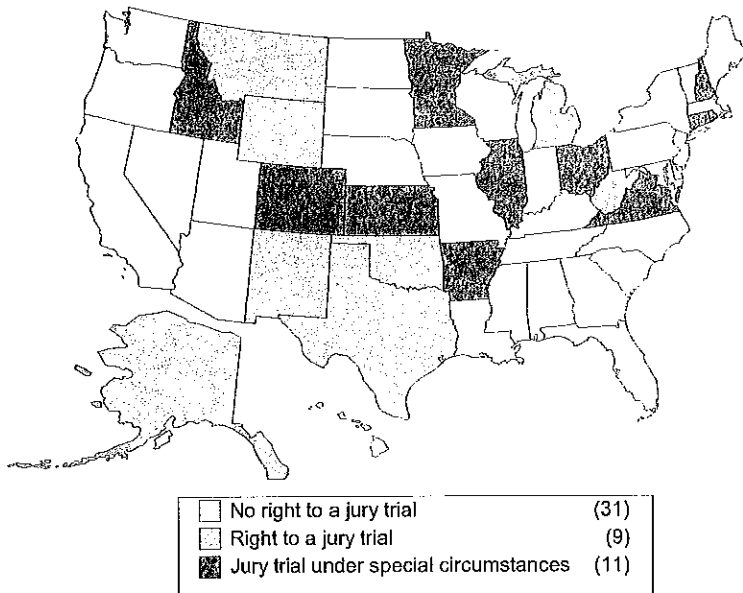 No right to a jury trial (31)
Right to a jury trial (9)
Jury trial under special circumstances (11)